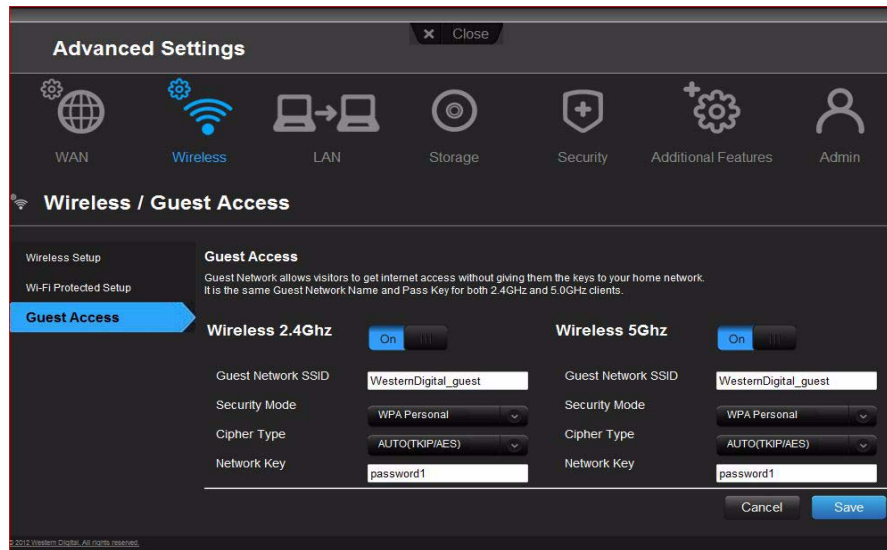 × Close
Advanced Settings
WAN Wireless LAN Storage Security Additional Features Admin
Wireless / Guest Access
Wireless Setup
Wi-Fi Protected Setup
Guest Access
Guest Access
Guest Network allows visitors to get internet access without giving them the keys to your home network.
It is the same Guest Network Name and Pass Key for both 2.4GHz and 5.0GHz clients.
Wireless 2.4Ghz On
Guest Network SSID WesternDigital_guest
Security Mode WPA Personal
Cipher Type AUTO(TKIP/AES)
Network Key password1
Wireless 5Ghz On
Guest Network SSID WesternDigital_guest
Security Mode WPA Personal
Cipher Type AUTO(TKIP/AES)
Network Key password1
Cancel Save
© 2012 Western Digital. All rights reserved.